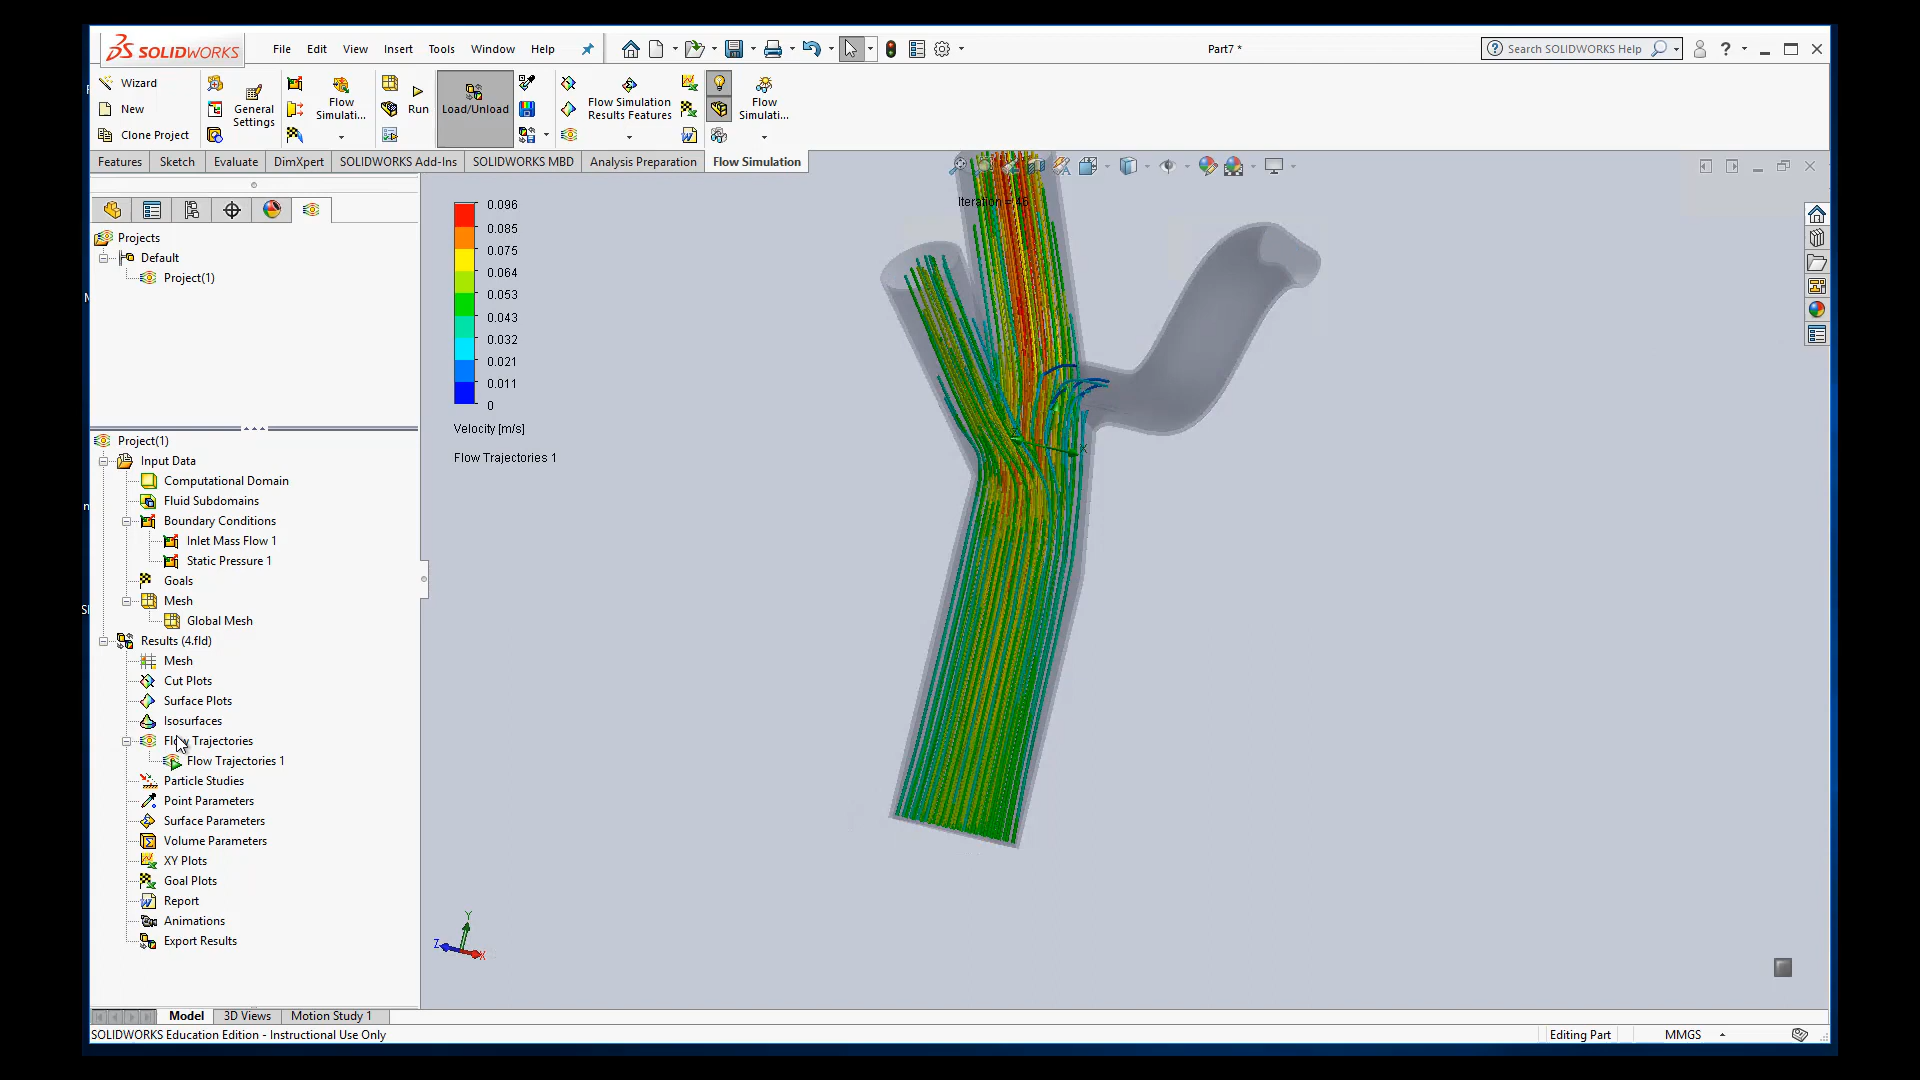 SOLIDWORKS File Edit View Insert Tools Window Help Part7 * Search SOLIDWORKS Help
Wizard
New
Clone Project
General Settings
Flow Simulati...
Run
Load/Unload
Flow Simulation Results Features
Flow Simulati...
Features Sketch Evaluate DimXpert SOLIDWORKS Add-Ins SOLIDWORKS MBD Analysis Preparation Flow Simulation
Projects
Default
Project(1)
Project(1)
Input Data
Computational Domain
Fluid Subdomains
Boundary Conditions
Inlet Mass Flow 1
Static Pressure 1
Goals
Mesh
Global Mesh
Results (4.fld)
Mesh
Cut Plots
Surface Plots
Isosurfaces
Flow Trajectories
Flow Trajectories 1
Particle Studies
Point Parameters
Surface Parameters
Volume Parameters
XY Plots
Goal Plots
Report
Animations
Export Results
0.096
0.085
0.075
0.064
0.053
0.043
0.032
0.021
0.011
0
Velocity [m/s]
Flow Trajectories 1
Iteration = 46
X
Y
Z
X
Model 3D Views Motion Study 1
SOLIDWORKS Education Edition - Instructional Use Only Editing Part MMGS